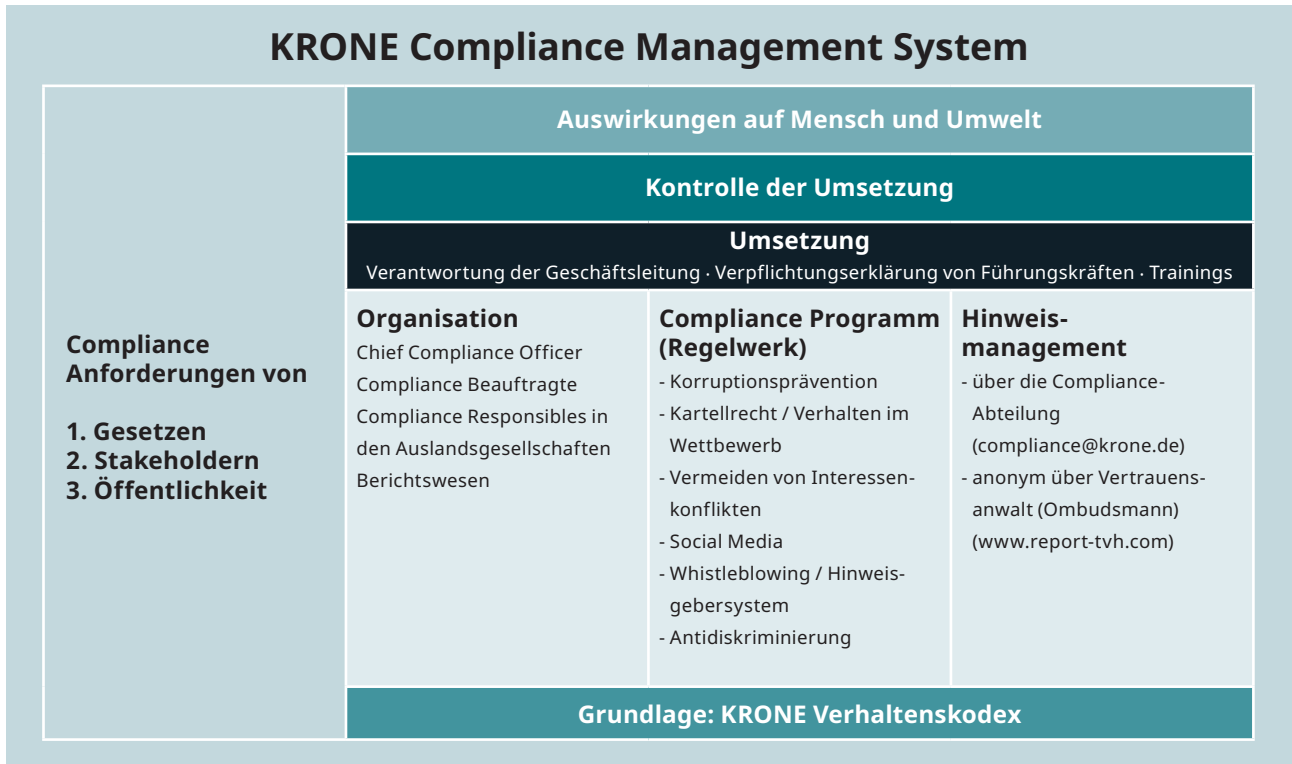 KRONE Compliance Management System
Compliance
Anforderungen von
1. Gesetzen
2. Stakeholdern
3. Öffentlichkeit
Auswirkungen auf Mensch und Umwelt
Kontrolle der Umsetzung
Umsetzung
Verantwortung der Geschäftsleitung · Verpflichtungserklärung von Führungskräften · Trainings
Organisation
Chief Compliance Officer
Compliance Beauftragte
Compliance Responsibles in
den Auslandsgesellschaften
Berichtswesen
Compliance Programm
(Regelwerk)
- Korruptionsprävention
- Kartellrecht / Verhalten im
Wettbewerb
- Vermeiden von Interessen-
konflikten
- Social Media
- Whistleblowing / Hinweis-
gebersystem
- Antidiskriminierung
Hinweis-
management
- über die Compliance-
Abteilung
(compliance@krone.de)
- anonym über Vertrauens-
anwalt (Ombudsmann)
(www.report-tvh.com)
Grundlage: KRONE Verhaltenskodex